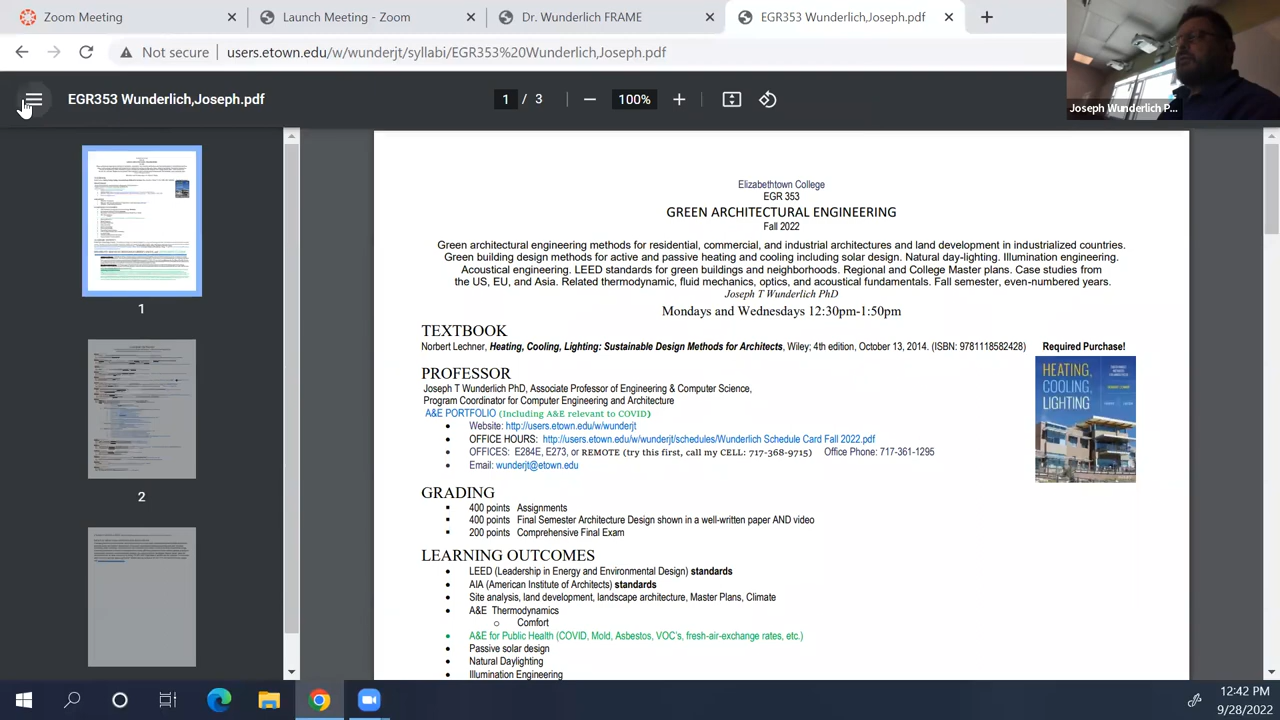 Zoom Meeting
Launch Meeting - Zoom
Dr. Wunderlich FRAME
EGR353 Wunderlich,Joseph.pdf
Not secure
users.etown.edu/w/wunderjt/syllabi/EGR353%20Wunderlich,Joseph.pdf
Joseph Wunderlich P...
EGR353 Wunderlich,Joseph.pdf
1 / 3
100%
1
2
Elizabethtown College
EGR 353
GREEN ARCHITECTURAL ENGINEERING
Fall 2022
Green architectural engineering methods for residential, commercial, and industrial architectures and land development in industrialized countries.
Green building design methods for active and passive heating and cooling including solar design. Natural day-lighting. Illumination engineering.
Acoustical engineering. LEED standards for green buildings and neighborhoods. Regional and College Master plans. Case studies from
the US, EU, and Asia. Related thermodynamic, fluid mechanics, optics, and acoustical fundamentals. Fall semester, even-numbered years.
Joseph T Wunderlich PhD
Mondays and Wednesdays 12:30pm-1:50pm
TEXTBOOK
Norbert Lechner, Heating, Cooling, Lighting: Sustainable Design Methods for Architects, Wiley; 4th edition, October 13, 2014. (ISBN: 9781118582428) Required Purchase!
HEATING,
COOLING,
LIGHTING
PROFESSOR
Joseph T Wunderlich PhD, Associate Professor of Engineering & Computer Science,
Program Coordinator for Computer Engineering and Architecture
A&E PORTFOLIO (Including A&E relevant to COVID)
• Website: http://users.etown.edu/w/wunderjt
• OFFICE HOURS: http://users.etown.edu/w/wunderjt/schedules/Wunderlich Schedule Card Fall 2022.pdf
• OFFICES: E284E, E273, or REMOTE (try this first, call my CELL: 717-368-9715) Office Phone: 717-361-1295
• Email: wunderjt@etown.edu
GRADING
• 400 points Assignments
• 400 points Final Semester Architecture Design shown in a well-written paper AND video
• 200 points Comprehensive Final Exam
LEARNING OUTCOMES
• LEED (Leadership in Energy and Environmental Design) standards
• AIA (American Institute of Architects) standards
• Site analysis, land development, landscape architecture, Master Plans, Climate
• A&E Thermodynamics
o Comfort
• A&E for Public Health (COVID, Mold, Asbestos, VOC's, fresh-air-exchange rates, etc.)
• Passive solar design
• Natural Daylighting
• Illumination Engineering
12:42 PM
9/28/2022